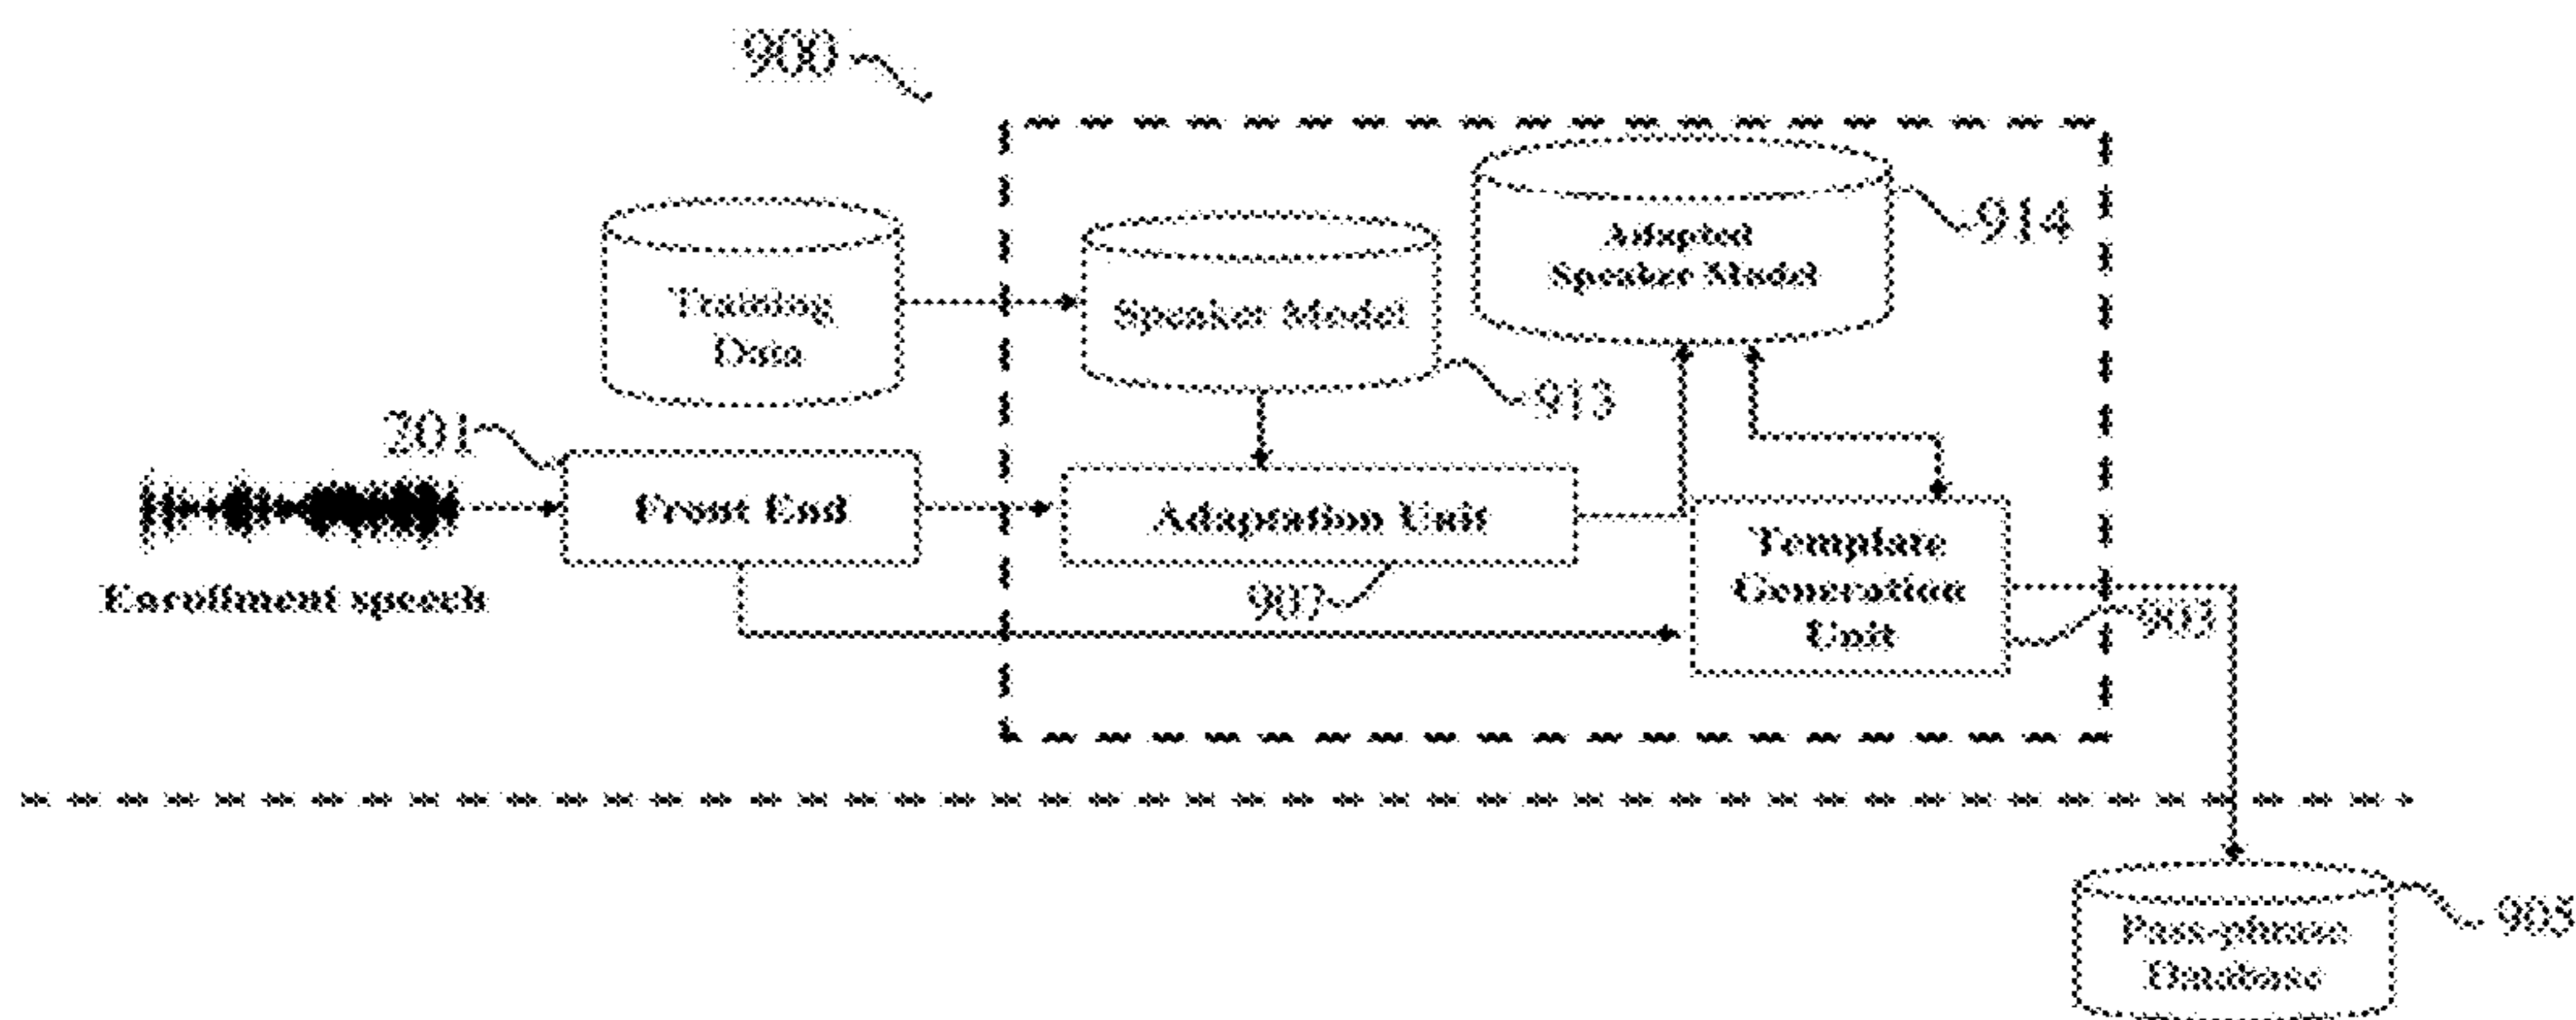 900
914
Adapted
Speaker Model
Training
Data
Speaker Model
913
201
Front End
Adaptation Unit
Template
Generation
Unit
Enrollment speech
907
905
Pass-phrase
Database